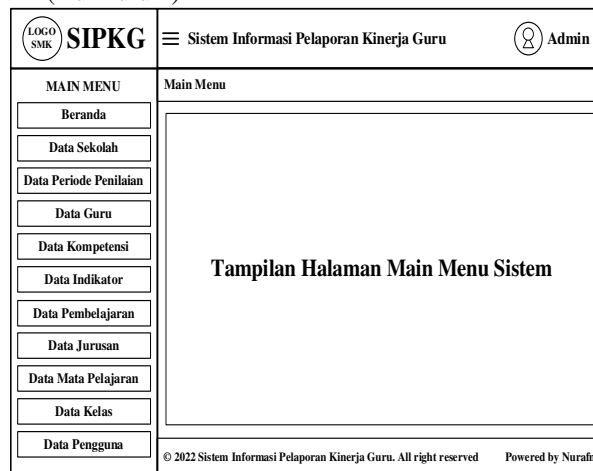 LOGO
SMK
SIPKG
Sistem Informasi Pelaporan Kinerja Guru
Admin
MAIN MENU
Beranda
Data Sekolah
Data Periode Penilaian
Data Guru
Data Kompetensi
Data Indikator
Data Pembelajaran
Data Jurusan
Data Mata Pelajaran
Data Kelas
Data Pengguna
Main Menu
Tampilan Halaman Main Menu Sistem
© 2022 Sistem Informasi Pelaporan Kinerja Guru. All right reserved Powered by